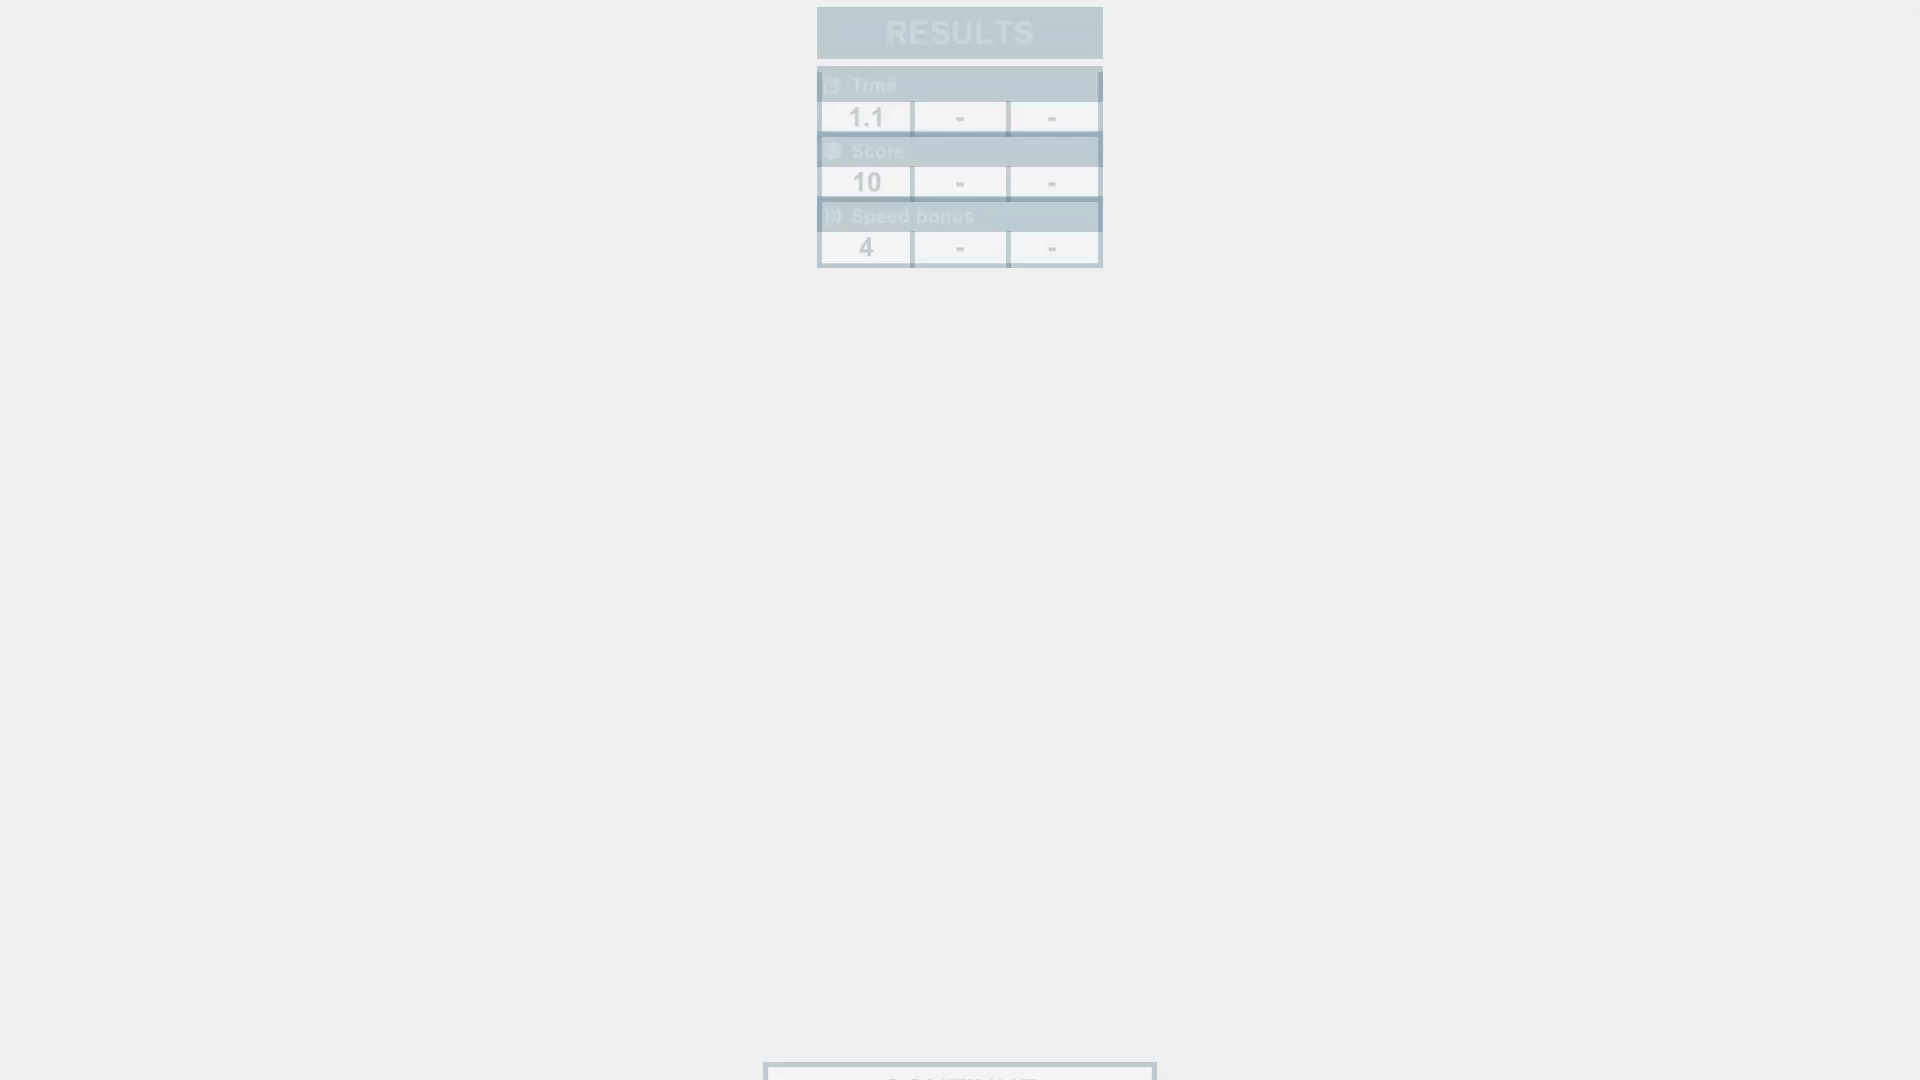 RESULTS
Time
1.1 - -
Score
10 - -
Speed bonus
4 - -